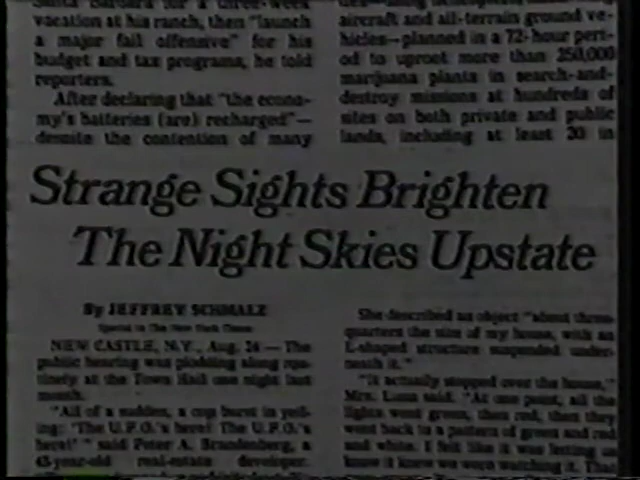 Santa Barbara for a three-week
vacation at his ranch, then "launch
a major fall offensive" for his
budget and tax programs, he told
reporters.
After declaring that "the econo-
my's batteries (are) recharged"—
despite the contention of many
aircraft and all-terrain ground ve-
hicles—planned in a 72-hour peri-
od to uproot more than 250,000
marijuana plants in search-and-
destroy missions at hundreds of
sites on both private and public
lands, including at least 30 in
Strange Sights Brighten
The Night Skies Upstate
By JEFFREY SCHMALZ
Special to The New York Times
NEW CASTLE, N.Y., Aug. 24 — The
public hearing was plodding along rou-
tinely at the Town Hall one night last
month.
"All of a sudden, a cop burst in yell-
ing: 'The U.F.O.'s here! The U.F.O.'s
here!' " said Peter A. Brandenberg, a
43-year-old real-estate developer.
She described an object "about three-
quarters the size of my house, with an
L-shaped structure suspended under-
neath it."
"It actually stopped over the house,"
Mrs. Luna said. "At one point, all the
lights went green, then red, then they
went back to a pattern of green and red
and white. I felt like it was letting us
know it knew we were watching it. That